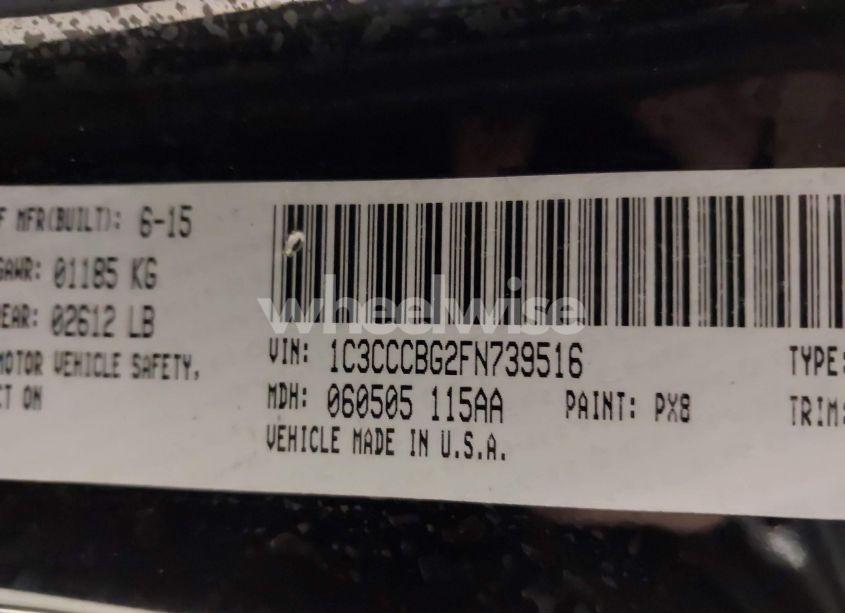 F MFR(BUILT): 6-15
GAWR: 01185 KG
EAR: 02612 LB
MOTOR VEHICLE SAFETY,
CT ON
VIN: 1C3CCCBG2FN739516
TYPE:
MDH: 060505 115AA PAINT: PX8
TRIM:
VEHICLE MADE IN U.S.A.
wheelwise